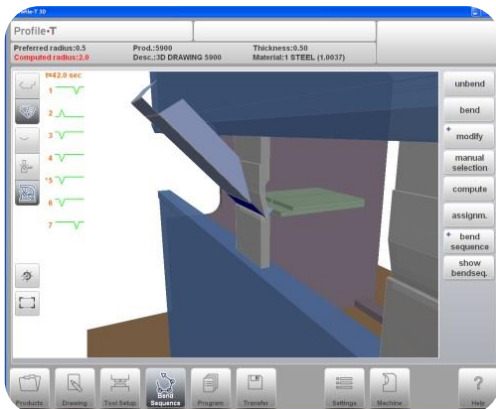 Profile-T 3D
Profile-T
Preferred radius:0.5
Computed radius:2.0
Prod.:5900
Desc.:3D DRAWING 5900
Thickness:0.50
Material:1 STEEL (1.0037)
t=42.0 sec
1
2
3
4
*5
6
7
unbend
bend
+ modify
manual
selection
compute
assignm.
+ bend
sequence
show
bendseq.
Products
Drawing
Tool Setup
Bend
Sequence
Program
Transfer
Settings
Machine
?
Help